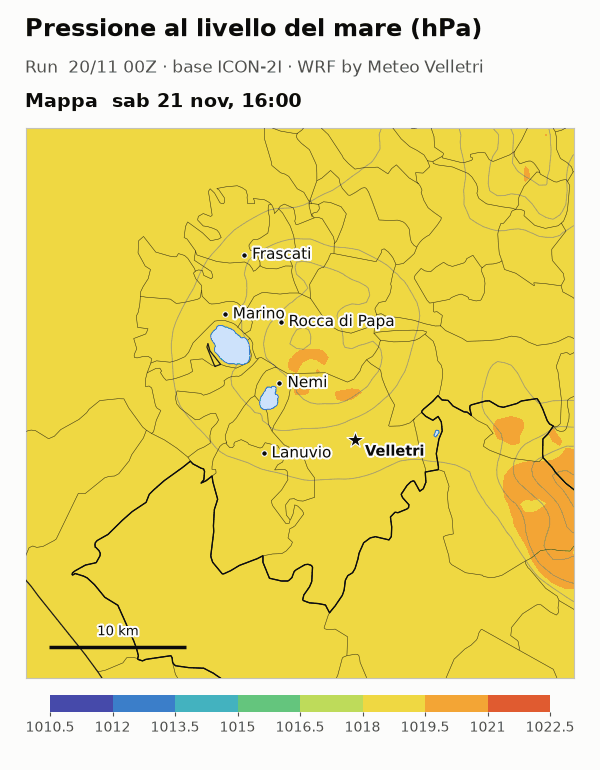 Pressione al livello del mare (hPa)
Run 20/11 00Z · base ICON-2I · WRF by Meteo Velletri
Mappa sab 21 nov, 16:00
Frascati
Marino
Rocca di Papa
Nemi
Velletri
Lanuvio
10 km
1010.5 1012 1013.5 1015 1016.5 1018 1019.5 1021 1022.5